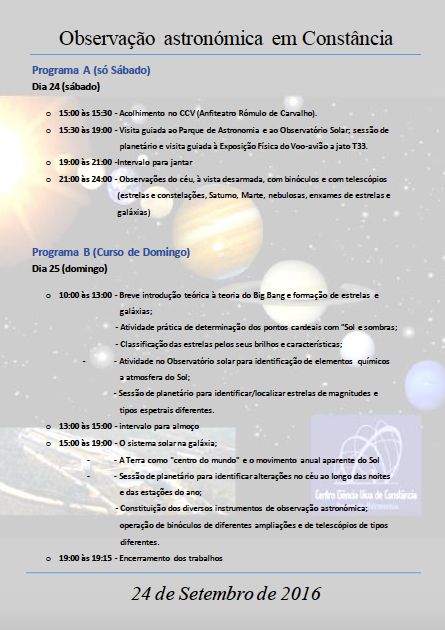 Observação astronómica em Constância
Programa A (só Sábado)
Dia 24 (sábado)
o 15:00 às 15:30 - Acolhimento no CCV (Anfiteatro Rómulo de Carvalho).
o 15:30 às 19:00 - Visita guiada ao Parque de Astronomia e ao Observatório Solar; sessão de
planetário e visita guiada à Exposição Física do Voo-avião a jato T33.
o 19:00 às 21:00 -Intervalo para jantar
o 21:00 às 24:00 - Observações do céu, à vista desarmada, com binóculos e com telescópios
(estrelas e constelações, Saturno, Marte, nebulosas, enxames de estrelas e
galáxias)
Programa B (Curso de Domingo)
Dia 25 (domingo)
o 10:00 às 13:00 - Breve introdução teórica à teoria do Big Bang e formação de estrelas e
galáxias;
- Atividade prática de determinação dos pontos cardeais com "Sol e sombras;
- Classificação das estrelas pelos seus brilhos e características;
- - Atividade no Observatório solar para identificação de elementos químicos
a atmosfera do Sol;
- Sessão de planetário para identificar/localizar estrelas de magnitudes e
tipos espetrais diferentes.
o 13:00 às 15:00 - intervalo para almoço
o 15:00 às 19:00 - O sistema solar na galáxia;
- - A Terra como "centro do mundo" e o movimento anual aparente do Sol
- - Sessão de planetário para identificar alterações no céu ao longo das noites
e das estações do ano;
- Constituição dos diversos instrumentos de observação astronómica;
operação de binóculos de diferentes ampliações e de telescópios de tipos
diferentes.
Centro Ciência Viva de Constância
o 19:00 às 19:15 - Encerramento dos trabalhos
24 de Setembro de 2016